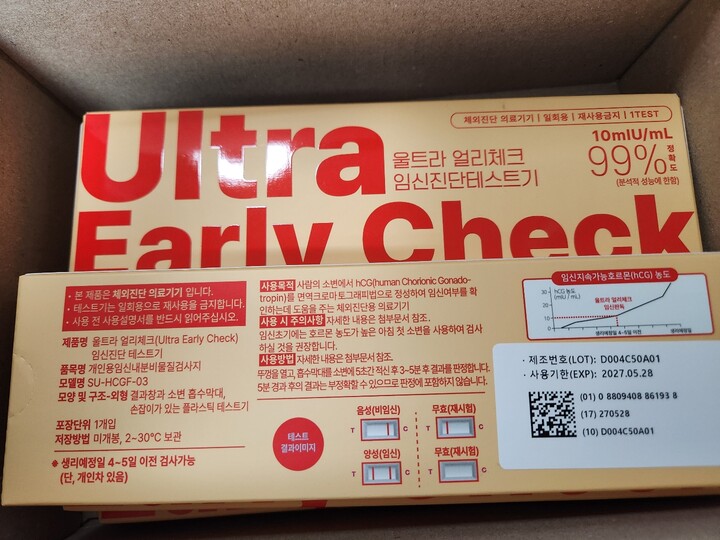 Ultra
Early Check
체외진단 의료기기 | 일회용 | 재사용금지 | 1TEST
울트라 얼리체크
임신진단테스트기
10mIU/mL
99% 정확도
(분석적 성능에 한함)
• 본 제품은 체외진단 의료기기 입니다.
• 테스트기는 일회용으로 재사용을 금지합니다.
• 사용 전 사용설명서를 반드시 읽어주십시오.
제품명 울트라 얼리체크(Ultra Early Check)
임신진단 테스트기
품목명 개인용임신내분비물질검사지
모델명 SU-HCGF-03
모양 및 구조·외형 결과창과 소변 흡수막대,
손잡이가 있는 플라스틱 테스트기
포장단위 1개입
저장방법 미개봉, 2~30℃ 보관
※ 생리예정일 4~5일 이전 검사가능
(단, 개인차 있음)
사용목적 사람의 소변에서 hCG(human Chorionic Gonado-
tropin)를 면역크로마토그래피법으로 정성하여 임신여부를 확
인하는데 도움을 주는 체외진단용 의료기기
사용 시 주의사항 자세한 내용은 첨부문서 참조.
임신초기에는 호르몬 농도가 높은 아침 첫 소변을 사용하여 검사
하실 것을 권장합니다.
사용방법 자세한 내용은 첨부문서 참조.
뚜껑을 열고, 흡수막대를 소변에 5초간 적신 후 3~5분 후 결과를 판정합니다.
5분 경과 후의 결과는 부정확할 수 있으므로 판정에 포함하지 않습니다.
테스트
결과이미지
음성(비임신)
T C
무효(재시험)
T C
양성(임신)
T C
무효(재시험)
T C
임신지속가능호르몬(hCG) 농도
hCG 농도
(mIU / mL)
30
20
10
0
울트라 얼리체크
임신판독
생리예정일 4~5일 이전
생리예정일
· 제조번호(LOT): D004C50A01
· 사용기한(EXP): 2027.05.28
(01) 0 8809408 86193 8
(17) 270528
(10) D004C50A01